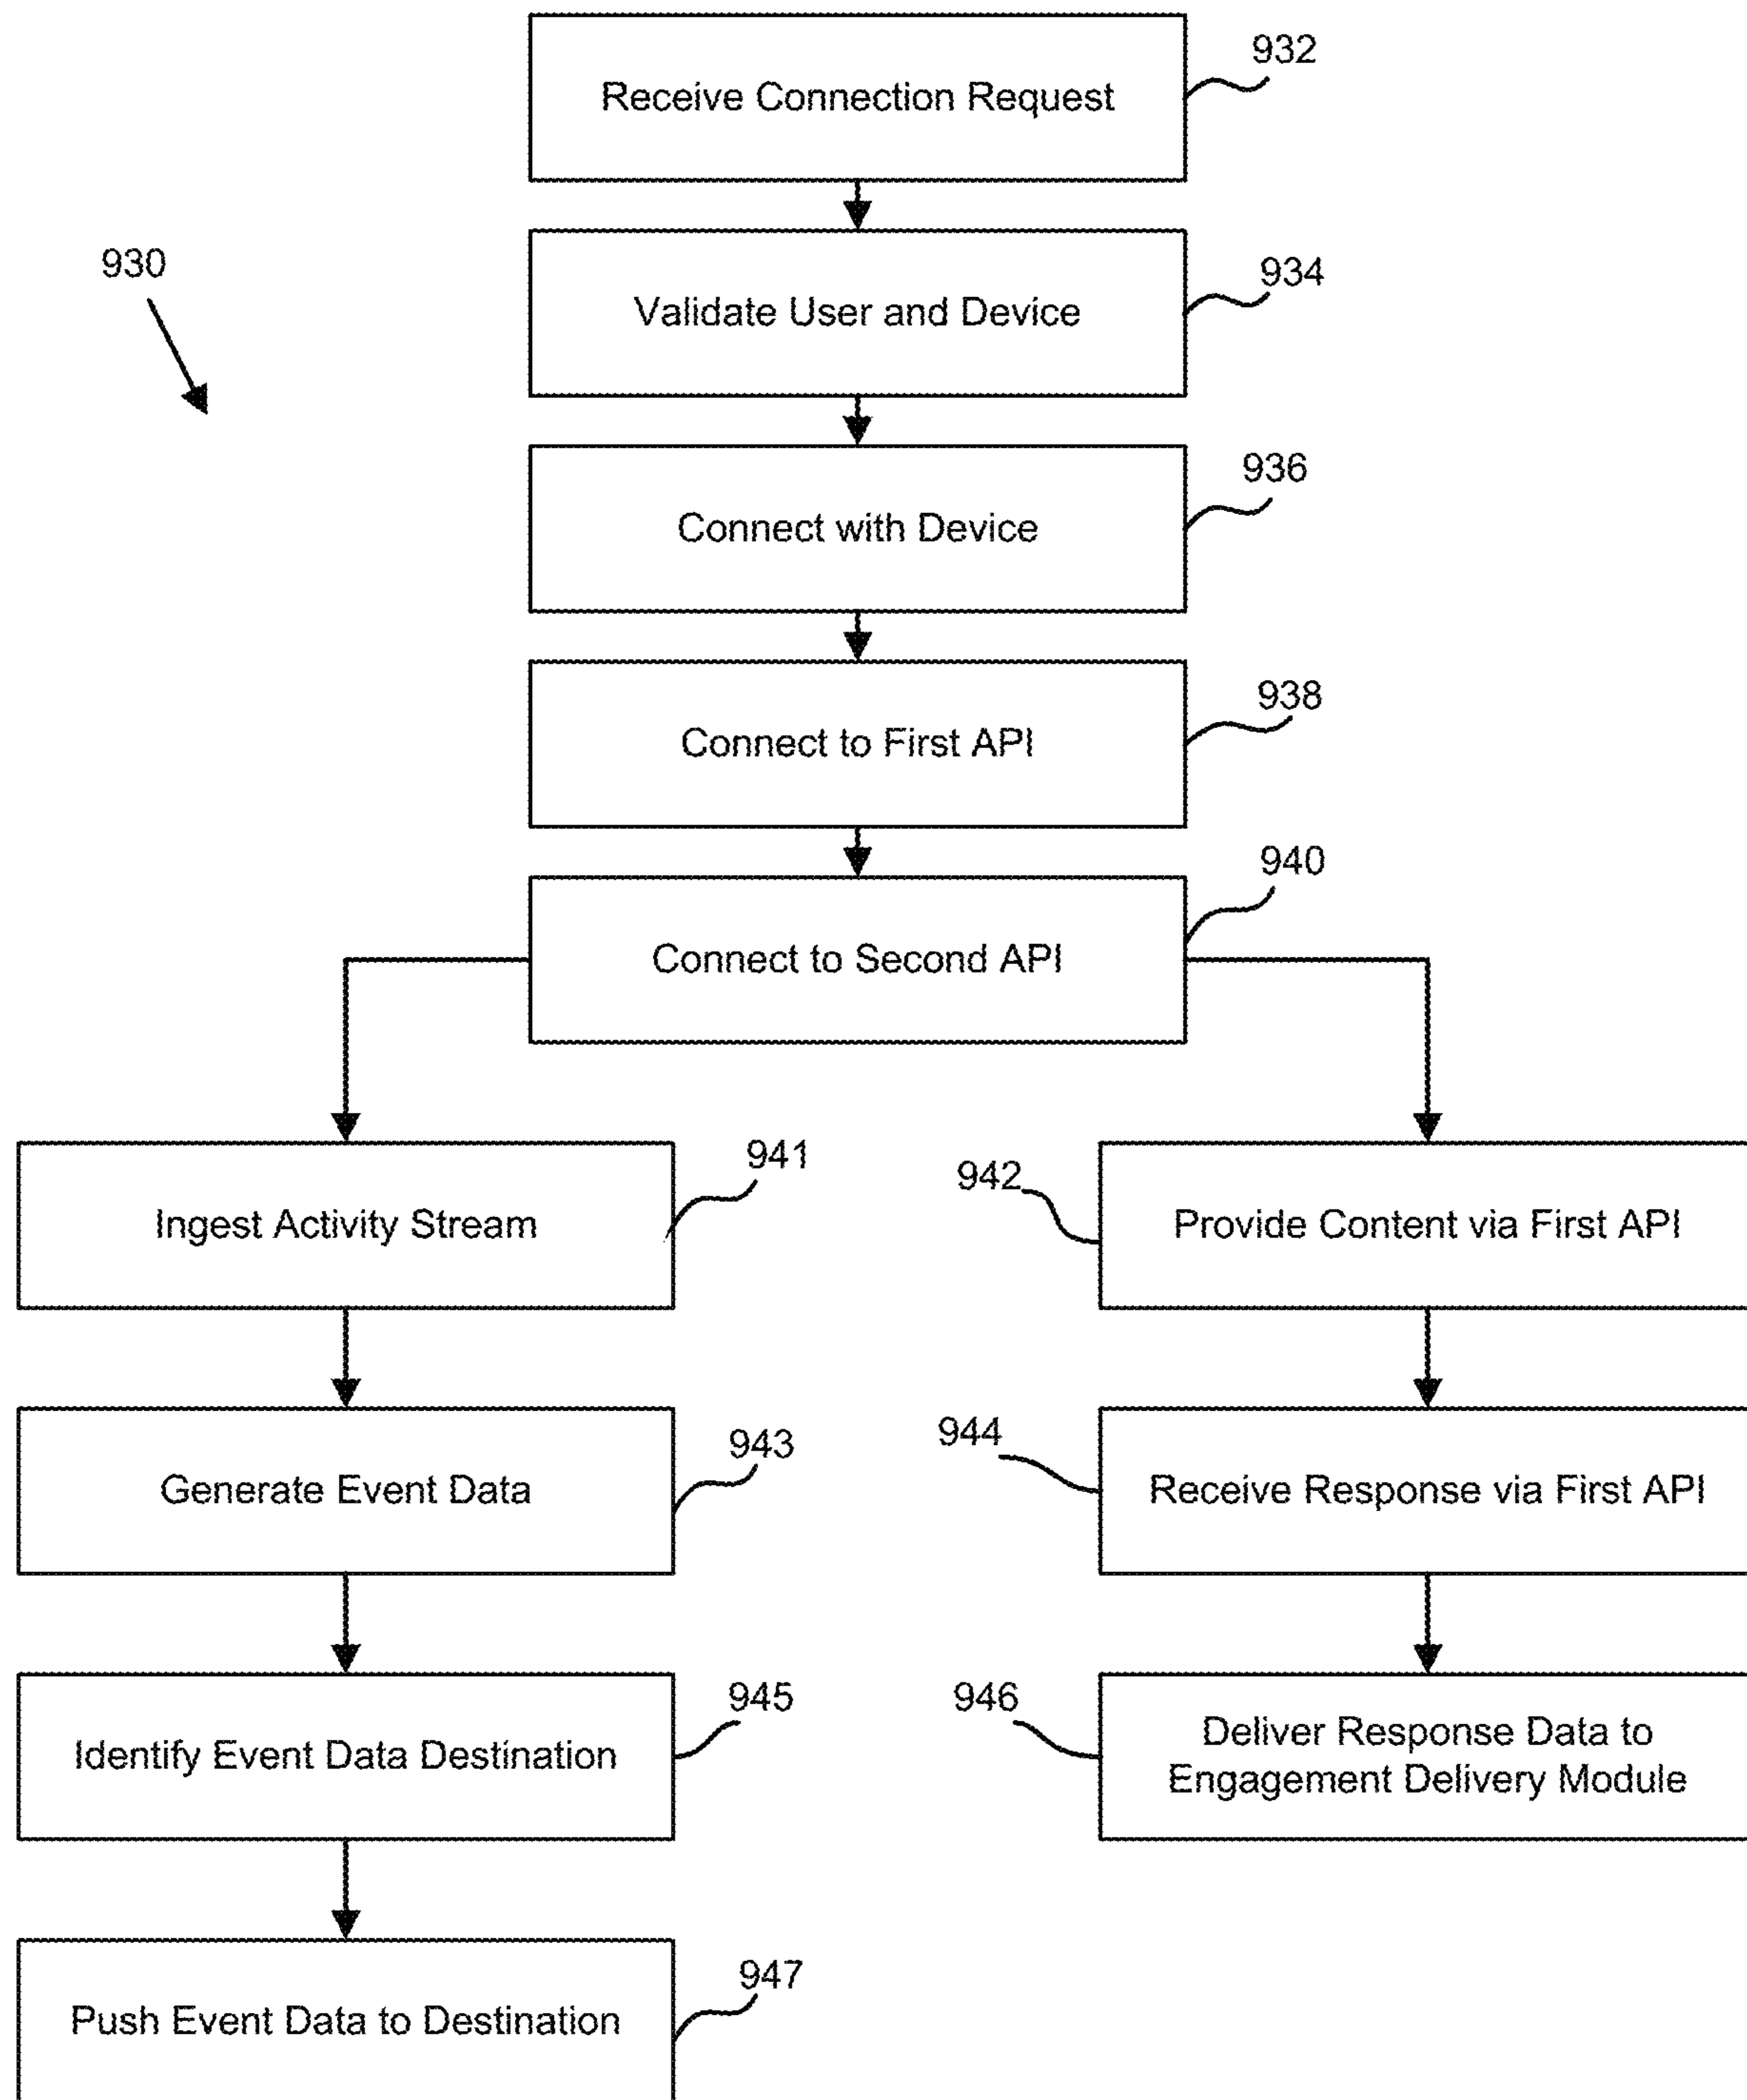 932
Receive Connection Request
930
934
Validate User and Device
936
Connect with Device
938
Connect to First API
940
Connect to Second API
941
Ingest Activity Stream
942
Provide Content via First API
943
Generate Event Data
944
Receive Response via First API
945
Identify Event Data Destination
946
Deliver Response Data to
Engagement Delivery Module
947
Push Event Data to Destination